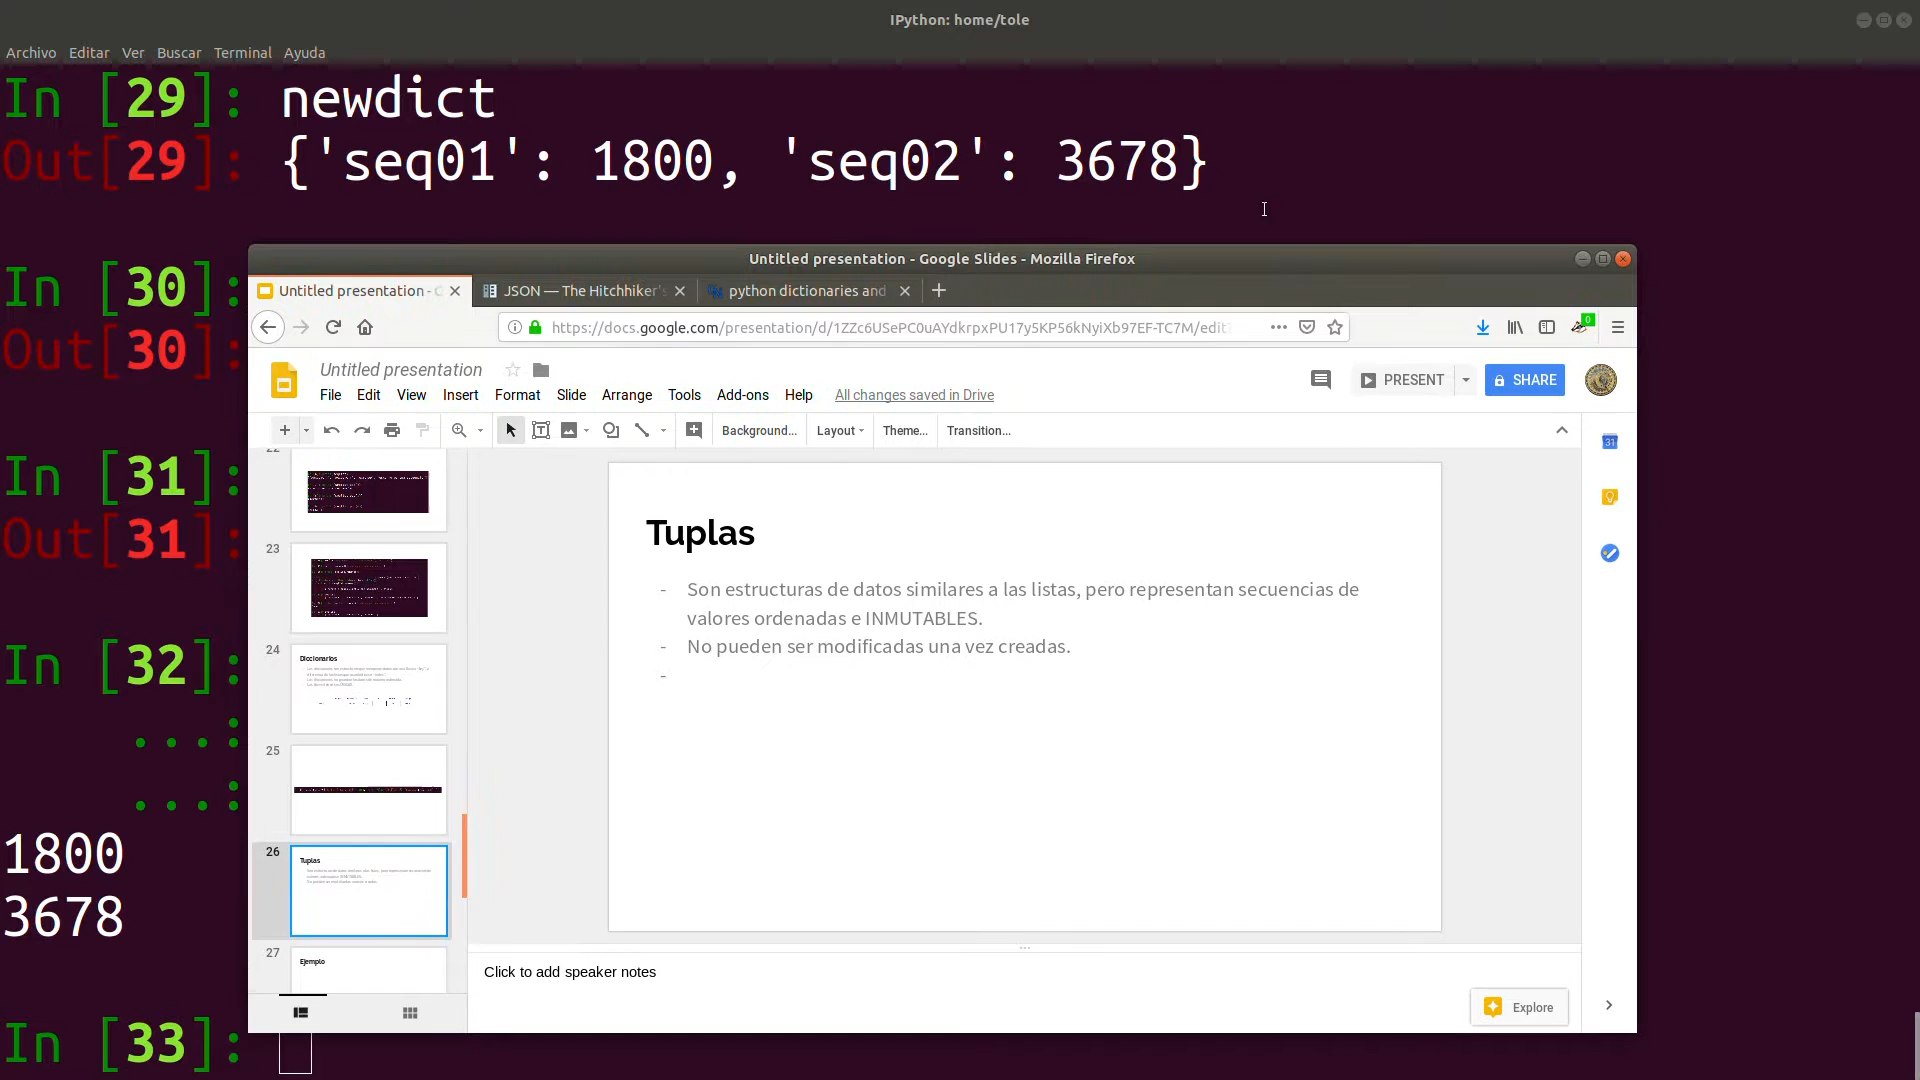 IPython: home/tole
Archivo Editar Ver Buscar Terminal Ayuda
In [29]: newdict
Out[29]: {'seq01': 1800, 'seq02': 3678}
In [30]:
Out[30]:
In [31]:
Out[31]:
In [32]:
....:
....:
1800
3678
In [33]:
Untitled presentation - Google Slides - Mozilla Firefox
Untitled presentation - G
JSON — The Hitchhiker's
python dictionaries and
https://docs.google.com/presentation/d/1ZZc6USePC0uAYdkrpxPU17y5KP56kNyiXb97EF-TC7M/edit
0
Untitled presentation
PRESENT
SHARE
File Edit View Insert Format Slide Arrange Tools Add-ons Help All changes saved in Drive
Background... Layout Theme... Transition...
31
22
23
24
Diccionarios
25
26
Tuplas
27
Ejemplo
Tuplas
- Son estructuras de datos similares a las listas, pero representan secuencias de
valores ordenadas e INMUTABLES.
- No pueden ser modificadas una vez creadas.
-
Click to add speaker notes
Explore